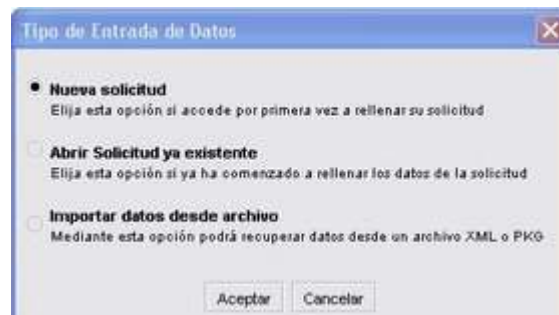 Tipo de Entrada de Datos
Nueva solicitud
Elija esta opción si accede por primera vez a rellenar su solicitud
Abrir Solicitud ya existente
Elija esta opción si ya ha comenzado a rellenar los datos de la solicitud
Importar datos desde archivo
Mediante esta opción podrá recuperar datos desde un archivo XML o PKG
Aceptar Cancelar